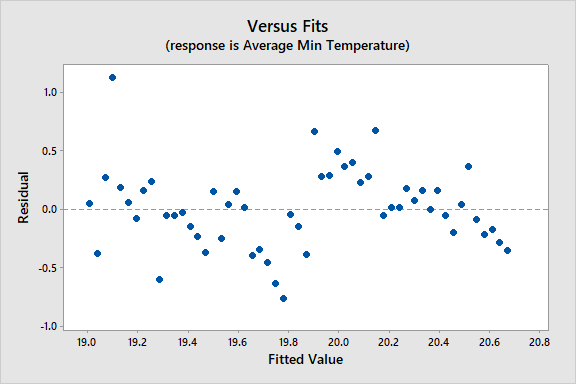 Versus Fits
(response is Average Min Temperature)
1.0
0.5
0.0
-0.5
-1.0
Residual
19.0 19.2 19.4 19.6 19.8 20.0 20.2 20.4 20.6 20.8
Fitted Value